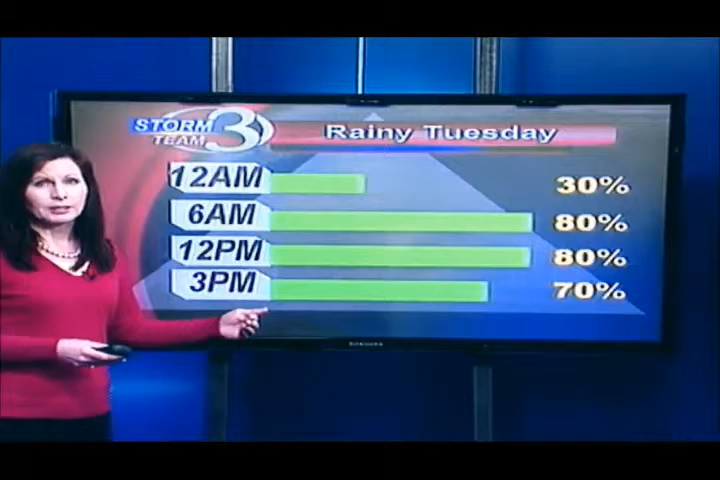 STORM TEAM 3
Rainy Tuesday
12AM 30%
6AM 80%
12PM 80%
3PM 70%